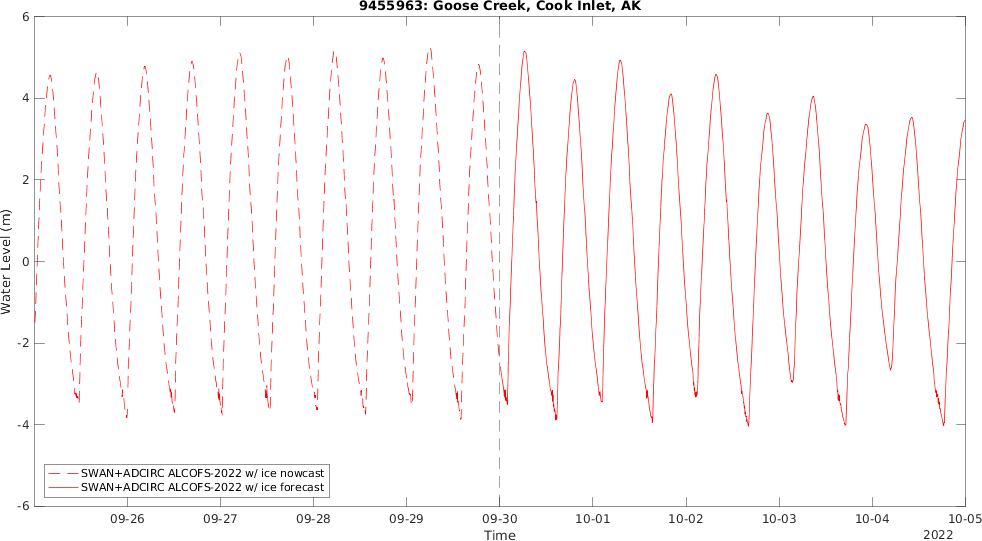 9455963: Goose Creek, Cook Inlet, AK
6
4
2
0
-2
-4
-6
Water Level (m)
SWAN+ADCIRC ALCOFS-2022 w/ ice nowcast
SWAN+ADCIRC ALCOFS-2022 w/ ice forecast
09-26 09-27 09-28 09-29 09-30 10-01 10-02 10-03 10-04 10-05
Time
2022